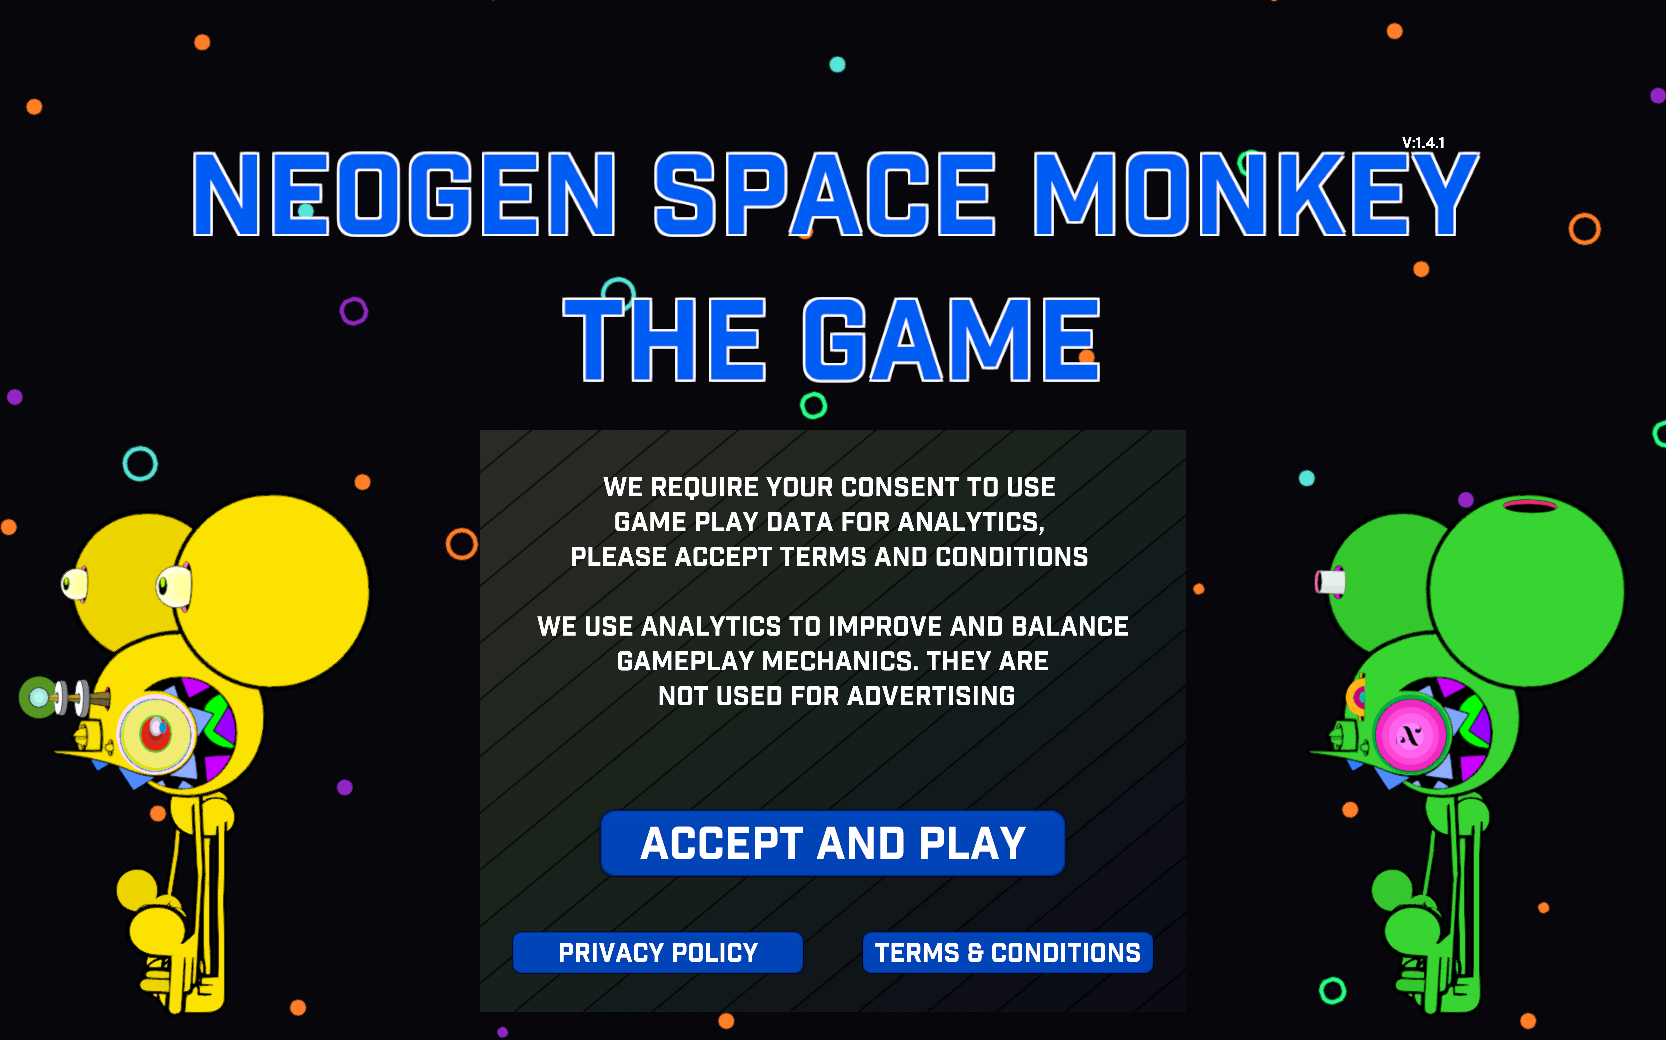 V:1.4.1
NEOGEN SPACE MONKEY
THE GAME
WE REQUIRE YOUR CONSENT TO USE
GAME PLAY DATA FOR ANALYTICS,
PLEASE ACCEPT TERMS AND CONDITIONS
WE USE ANALYTICS TO IMPROVE AND BALANCE
GAMEPLAY MECHANICS. THEY ARE
NOT USED FOR ADVERTISING
ACCEPT AND PLAY
PRIVACY POLICY
TERMS & CONDITIONS